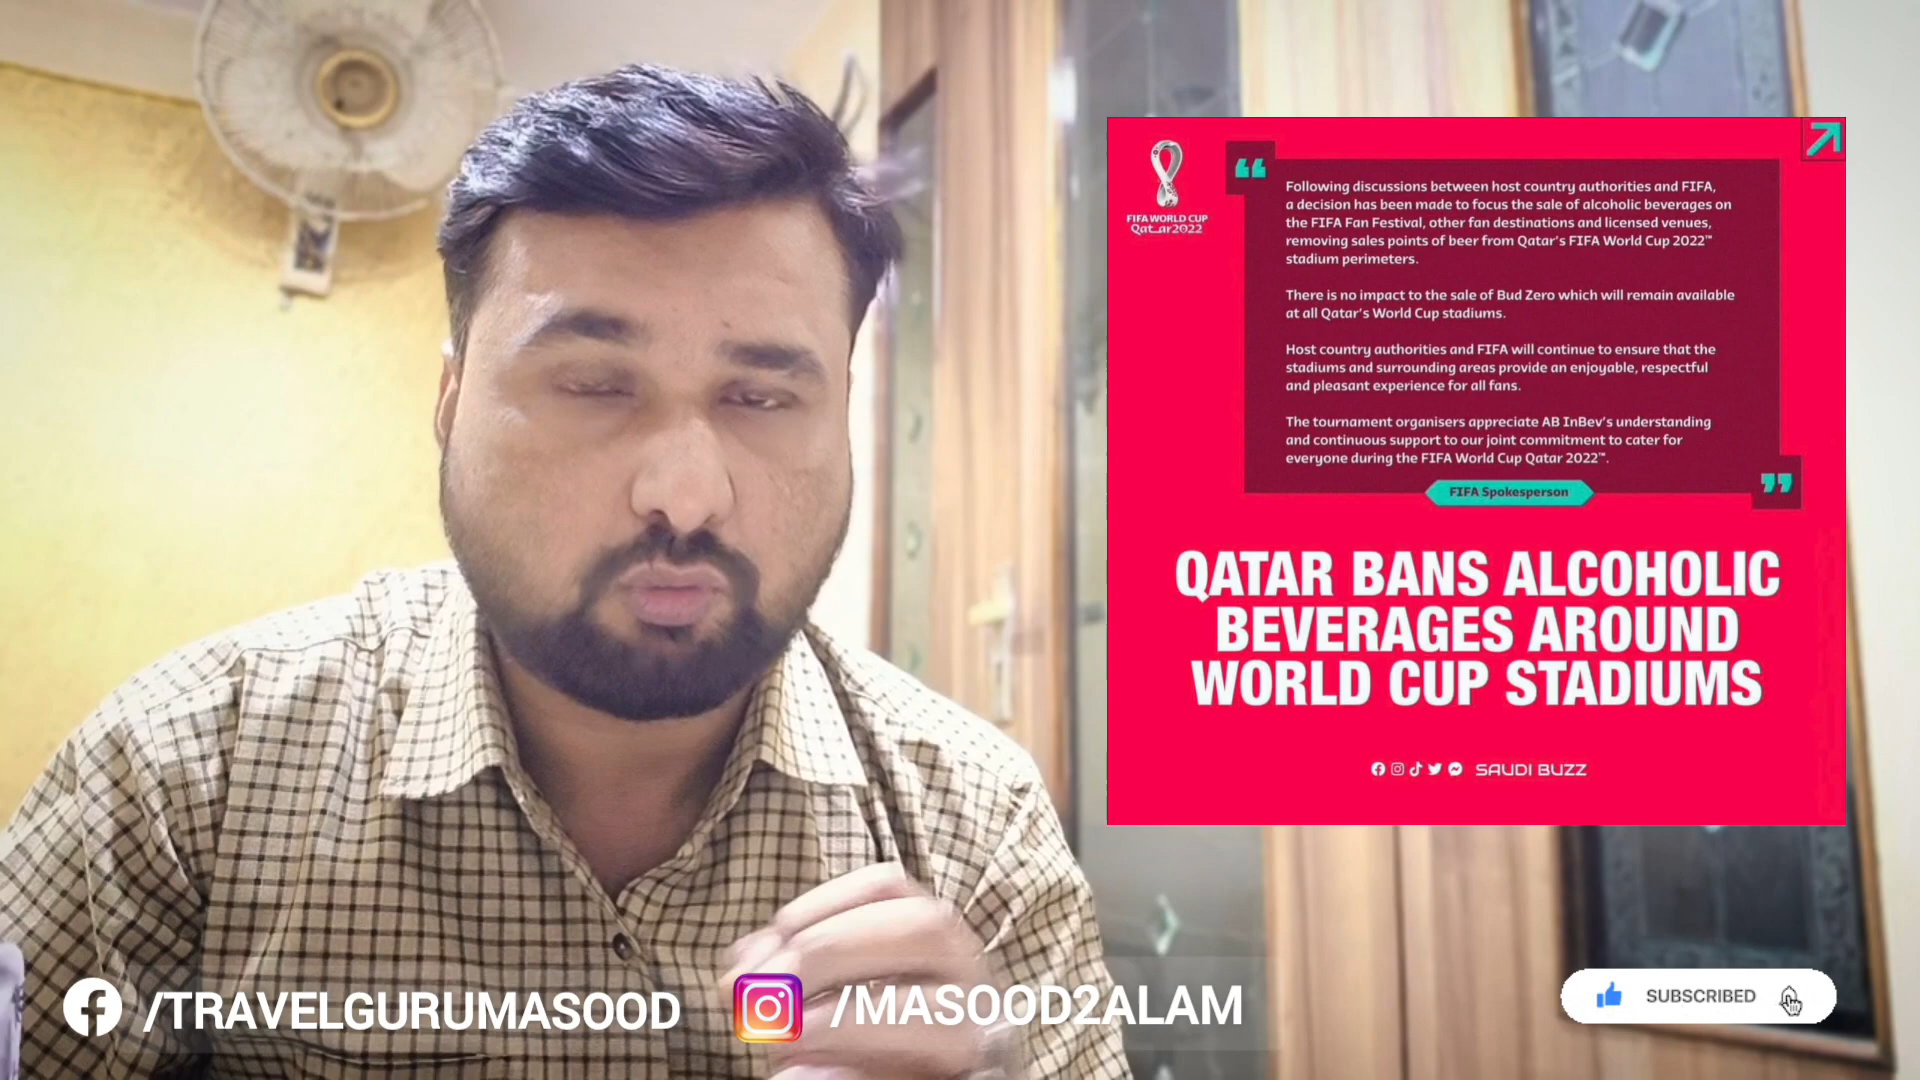 FIFA WORLD CUP
Qat_ar2022
Following discussions between host country authorities and FIFA,
a decision has been made to focus the sale of alcoholic beverages on
the FIFA Fan Festival, other fan destinations and licensed venues,
removing sales points of beer from Qatar's FIFA World Cup 2022™
stadium perimeters.
There is no impact to the sale of Bud Zero which will remain available
at all Qatar's World Cup stadiums.
Host country authorities and FIFA will continue to ensure that the
stadiums and surrounding areas provide an enjoyable, respectful
and pleasant experience for all fans.
The tournament organisers appreciate AB InBev's understanding
and continuous support to our joint commitment to cater for
everyone during the FIFA World Cup Qatar 2022™.
FIFA Spokesperson
QATAR BANS ALCOHOLIC
BEVERAGES AROUND
WORLD CUP STADIUMS
SAUDI BUZZ
/TRAVELGURUMASOOD
/MASOOD2ALAM
SUBSCRIBED